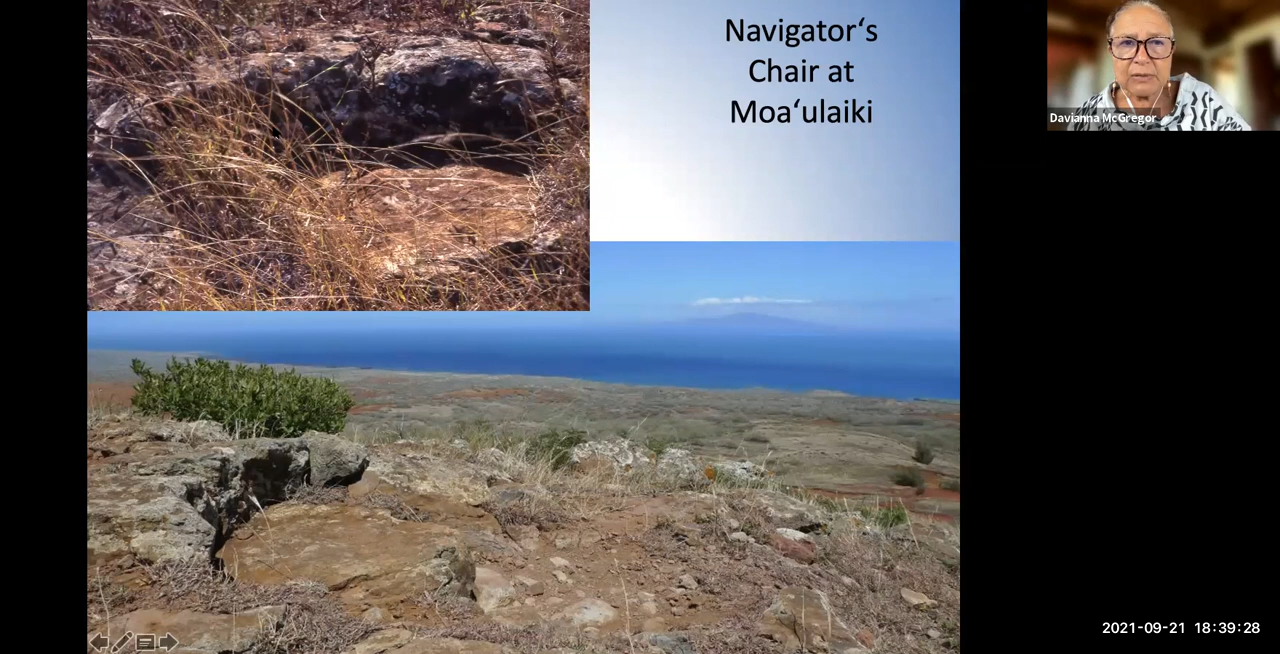 Navigator‘s
Chair at
Moa‘ulaiki
Davianna McGregor
2021-09-21 18:39:28